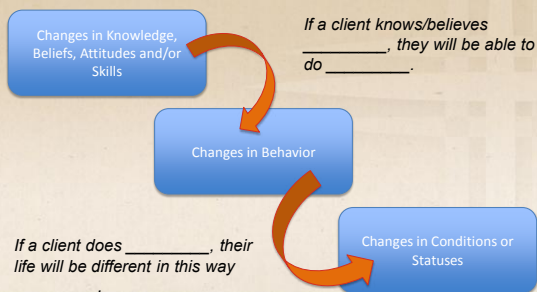 Changes in Knowledge,
Beliefs, Attitudes and/or
Skills
If a client knows/believes
_________, they will be able to
do _________.
Changes in Behavior
If a client does _________, their
life will be different in this way
Changes in Conditions or
Statuses